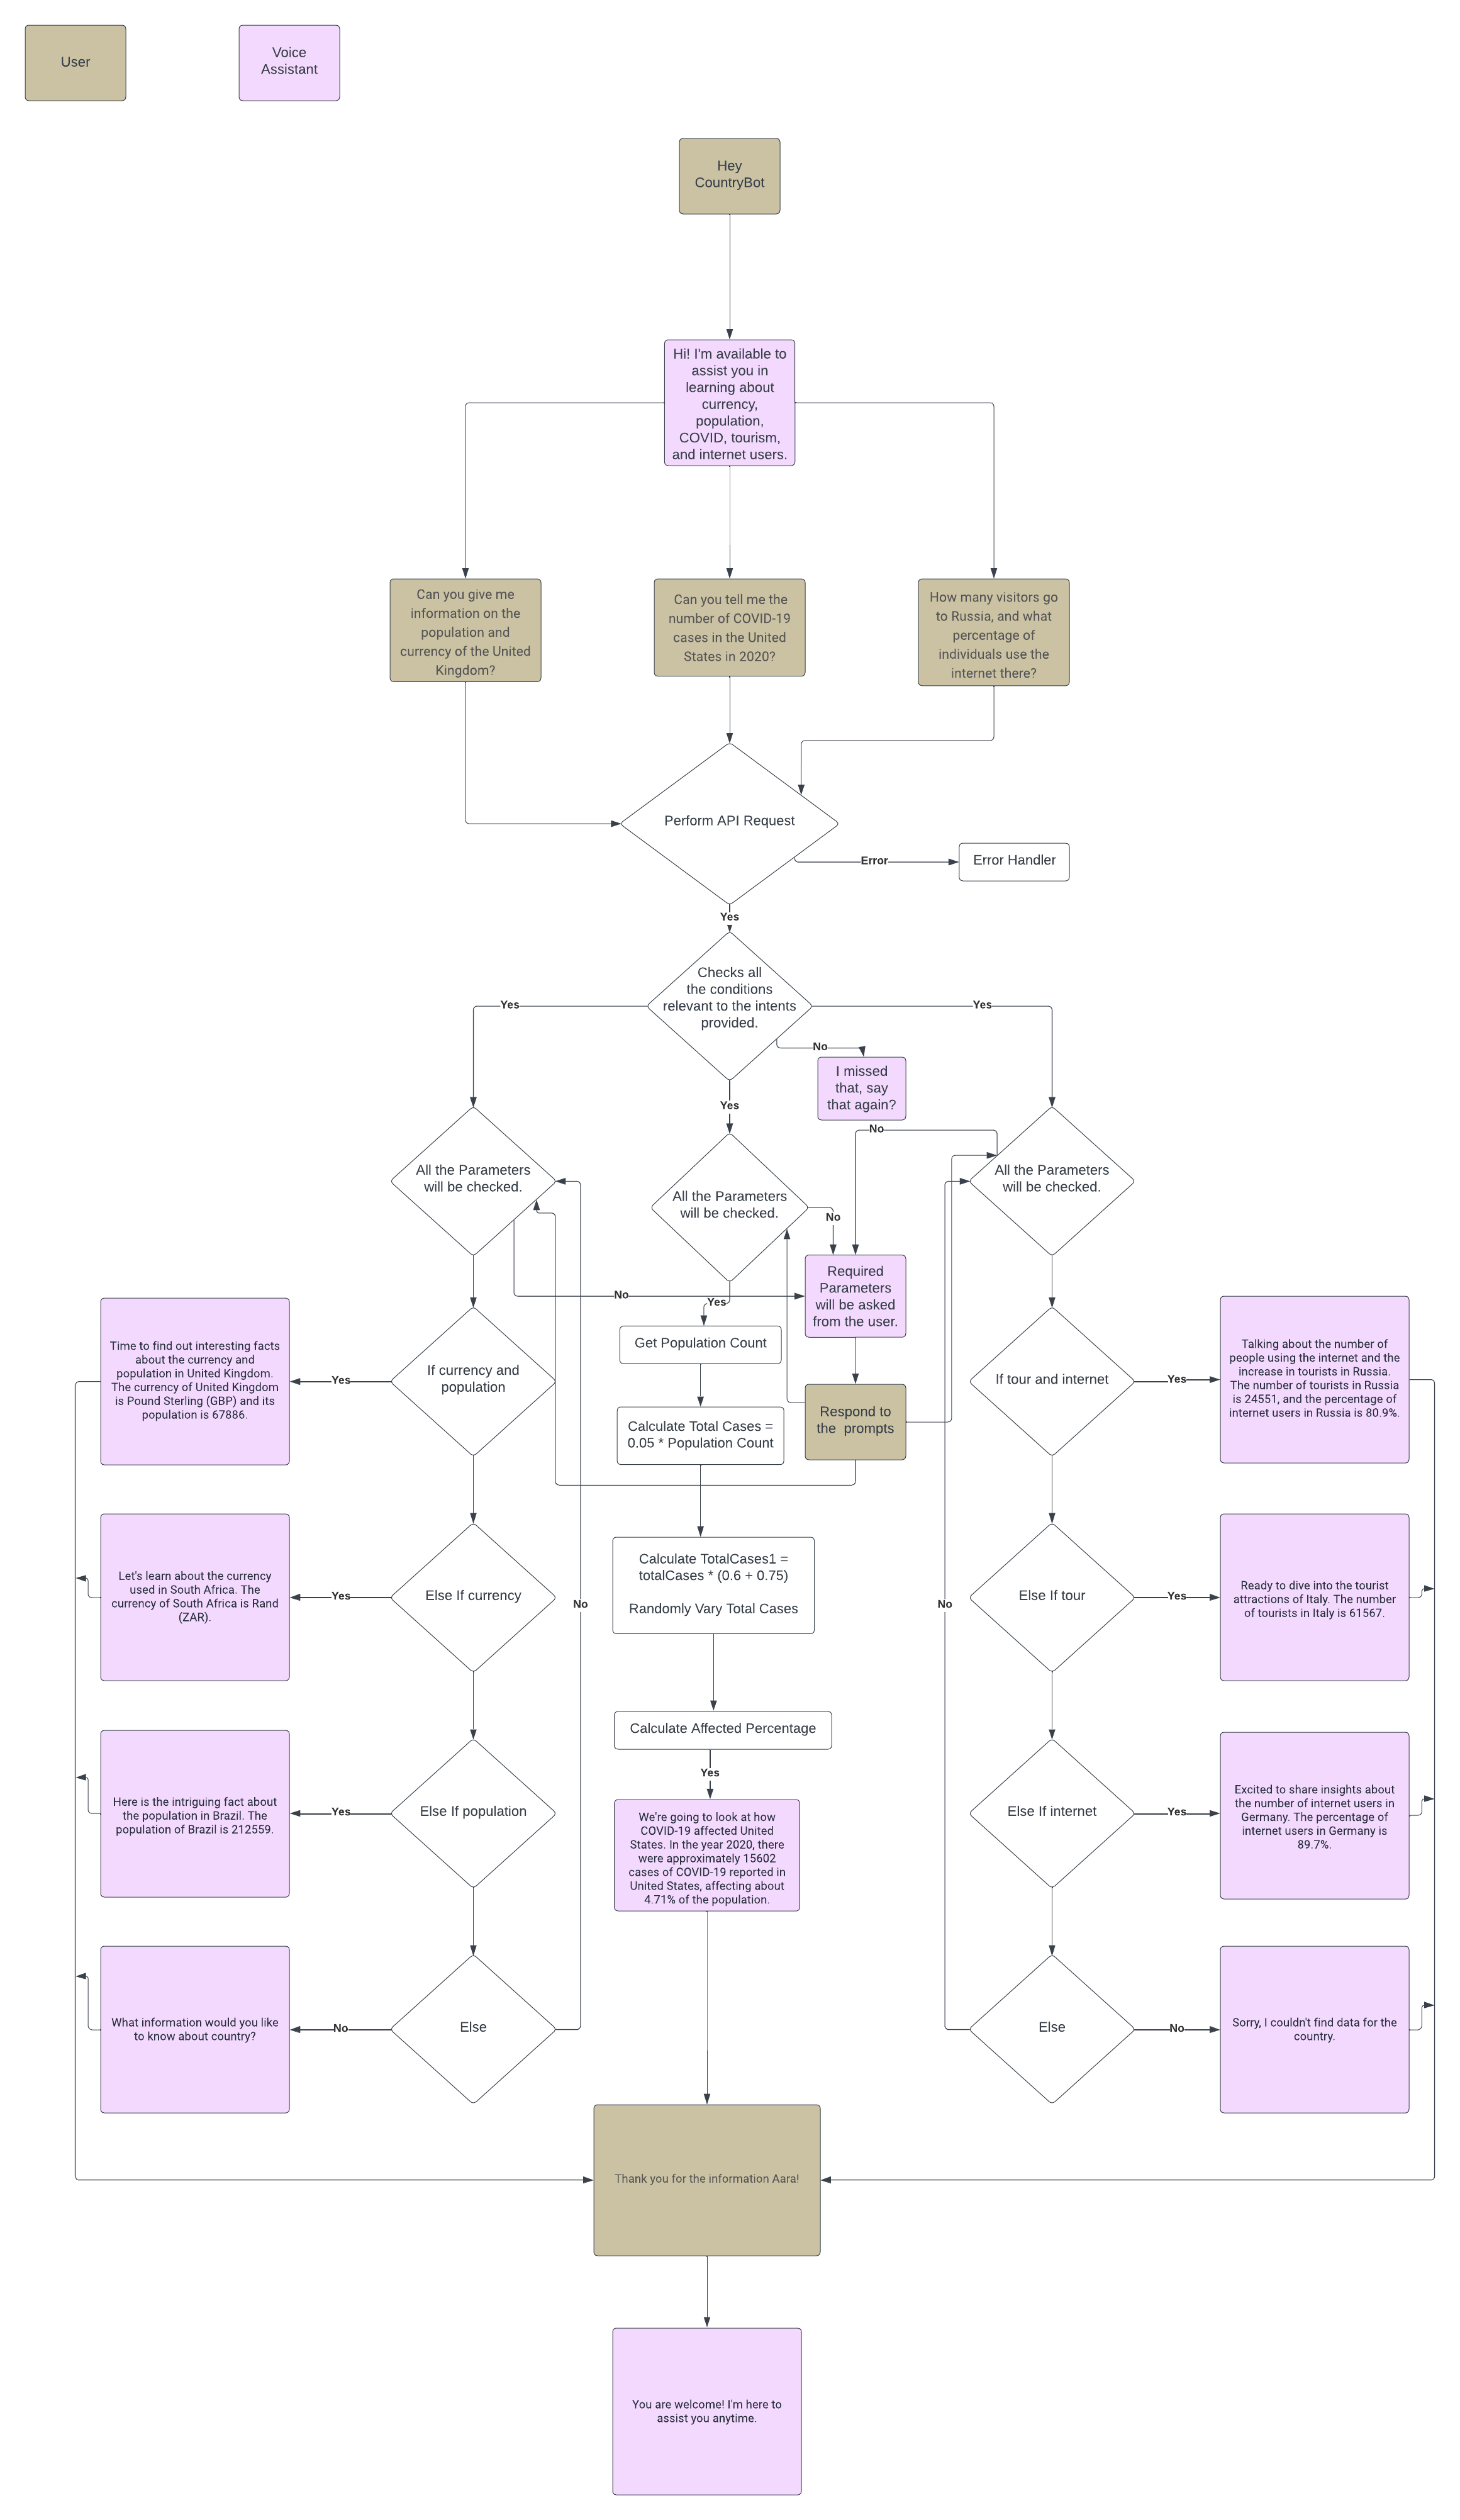 User
Voice
Assistant
Hey
CountryBot
Hi! I'm available to
assist you in
learning about
currency,
population,
COVID, tourism,
and internet users.
Can you give me
information on the
population and
currency of the United
Kingdom?
Can you tell me the
number of COVID-19
cases in the United
States in 2020?
How many visitors go
to Russia, and what
percentage of
individuals use the
internet there?
Perform API Request
Error
Error Handler
Yes
Checks all
the conditions
relevant to the intents
provided.
Yes
Yes
No
I missed
that, say
that again?
Yes
No
All the Parameters
will be checked.
All the Parameters
will be checked.
All the Parameters
will be checked.
No
Required
Parameters
will be asked
from the user.
No
Yes
Get Population Count
Time to find out interesting facts
about the currency and
population in United Kingdom.
The currency of United Kingdom
is Pound Sterling (GBP) and its
population is 67886.
Yes
If currency and
population
Calculate Total Cases =
0.05 * Population Count
Respond to
the prompts
If tour and internet
Yes
Talking about the number of
people using the internet and the
increase in tourists in Russia.
The number of tourists in Russia
is 24551, and the percentage of
internet users in Russia is 80.9%.
Let's learn about the currency
used in South Africa. The
currency of South Africa is Rand
(ZAR).
Yes
Else If currency
No
Calculate TotalCases1 =
totalCases * (0.6 + 0.75)
Randomly Vary Total Cases
No
Else If tour
Yes
Ready to dive into the tourist
attractions of Italy. The number
of tourists in Italy is 61567.
Calculate Affected Percentage
Yes
Here is the intriguing fact about
the population in Brazil. The
population of Brazil is 212559.
Yes
Else If population
We're going to look at how
COVID-19 affected United
States. In the year 2020, there
were approximately 15602
cases of COVID-19 reported in
United States, affecting about
4.71% of the population.
Else If internet
Yes
Excited to share insights about
the number of internet users in
Germany. The percentage of
internet users in Germany is
89.7%.
What information would you like
to know about country?
No
Else
Else
No
Sorry, I couldn't find data for the
country.
Thank you for the information Aara!
You are welcome! I'm here to
assist you anytime.